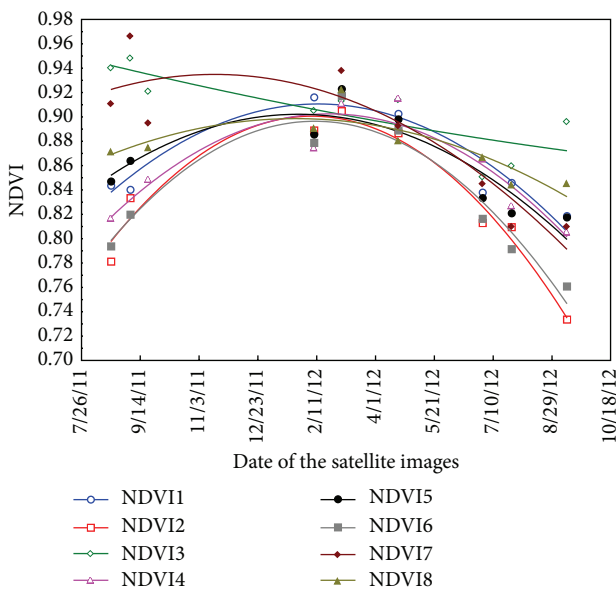 NDVI
0.98
0.96
0.94
0.92
0.90
0.88
0.86
0.84
0.82
0.80
0.78
0.76
0.74
0.72
0.70
7/26/11
9/14/11
11/3/11
12/23/11
2/11/12
4/1/12
5/21/12
7/10/12
8/29/12
10/18/12
Date of the satellite images
NDVI1
NDVI2
NDVI3
NDVI4
NDVI5
NDVI6
NDVI7
NDVI8